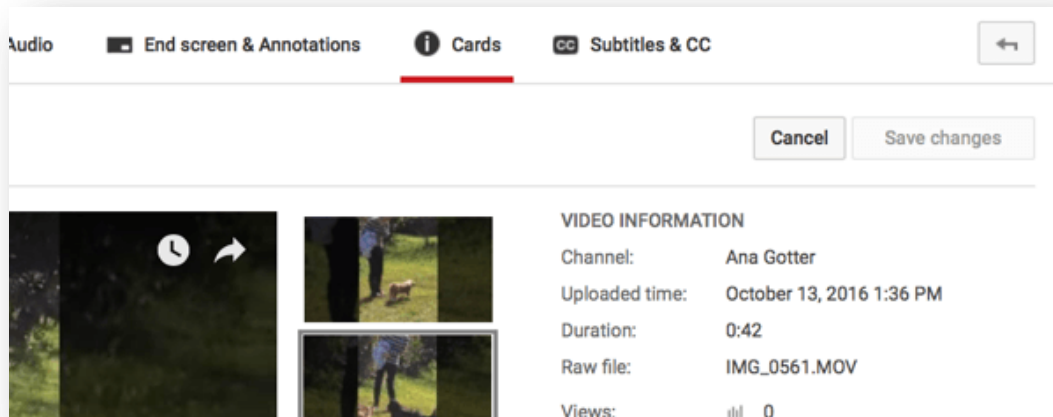 Audio End screen & Annotations Cards CC Subtitles & CC
Cancel Save changes
VIDEO INFORMATION
Channel: Ana Gotter
Uploaded time: October 13, 2016 1:36 PM
Duration: 0:42
Raw file: IMG_0561.MOV
Views: 0